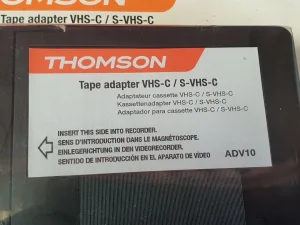 THOMSON
Tape adapter VHS-C / S-VHS-C
THOMSON
Tape adapter VHS-C / S-VHS-C
Adaptateur cassette VHS-C / S-VHS-C
Kassettenadapter VHS-C / S-VHS-C
Adaptador para cassette VHS-C / S-VHS-C
INSERT THIS SIDE INTO RECORDER.
SENS D'INTRODUCTION DANS LE MAGNÉTOSCOPE.
EINLEGERICHTUNG IN DEN VIDEORECORDER.
SENTIDO DE INTRODUCCIÓN EN EL APARATO DE VÍDEO
ADV10